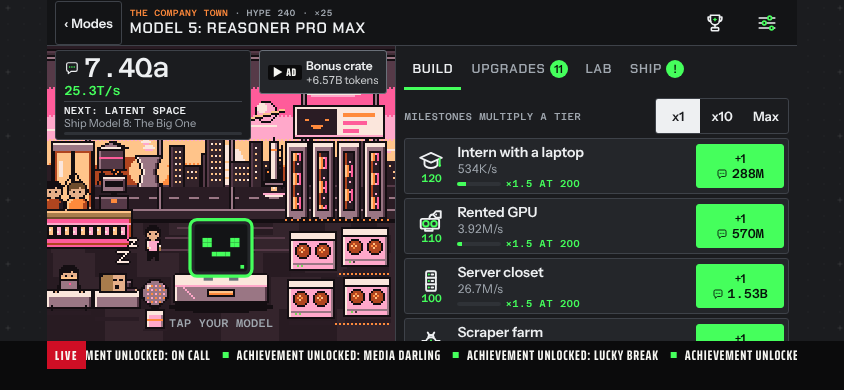 ‹ Modes
THE COMPANY TOWN · HYPE 240 · ×25
MODEL 5: REASONER PRO MAX
7.4Qa
25.3T/s
NEXT: LATENT SPACE
Ship Model 8: The Big One
▶ AD
Bonus crate
+6.57B tokens
BUILD
UPGRADES 11
LAB
SHIP !
MILESTONES MULTIPLY A TIER
x1
x10
Max
Intern with a laptop
534K/s
120
×1.5 AT 200
+1
288M
Rented GPU
3.92M/s
110
×1.5 AT 200
+1
570M
Server closet
26.7M/s
100
×1.5 AT 200
+1
1.53B
Scraper farm
+1
Z
Z
TAP YOUR MODEL
LIVE
MENT UNLOCKED: ON CALL ■ ACHIEVEMENT UNLOCKED: MEDIA DARLING ■ ACHIEVEMENT UNLOCKED: LUCKY BREAK ■ ACHIEVEMENT UNLOCKE